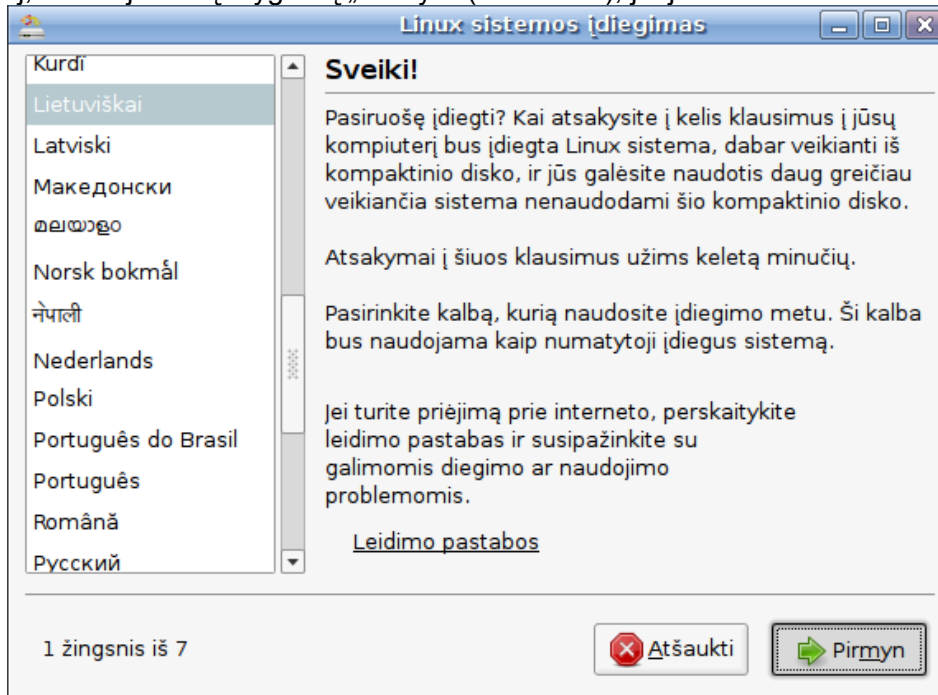 Linux sistemos įdiegimas
Kurdî
Lietuviškai
Latviski
Македонски
മലയാളം
Norsk bokmål
नेपाली
Nederlands
Polski
Português do Brasil
Português
Română
Русский
Sveiki!
Pasiruošę įdiegti? Kai atsakysite į kelis klausimus į jūsų
kompiuterį bus įdiegta Linux sistema, dabar veikianti iš
kompaktinio disko, ir jūs galėsite naudotis daug greičiau
veikiančia sistema nenaudodami šio kompaktinio disko.
Atsakymai į šiuos klausimus užims keletą minučių.
Pasirinkite kalbą, kurią naudosite įdiegimo metu. Ši kalba
bus naudojama kaip numatytoji įdiegus sistemą.
Jei turite priėjimą prie interneto, perskaitykite
leidimo pastabas ir susipažinkite su
galimomis diegimo ar naudojimo
problemomis.
Leidimo pastabos
1 žingsnis iš 7
Atšaukti
Pirmyn